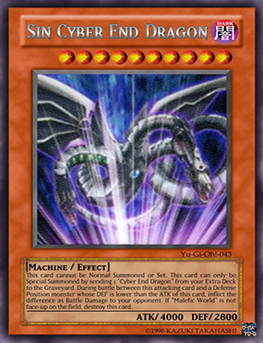 SIN CYBER END DRAGON
DARK
闇
Yu-Gi-Oh!-043
[MACHINE / EFFECT]
This card cannot be Normal Summoned or Set. This card can only be
Special Summoned by sending 1 "Cyber End Dragon" from your Extra Deck
to the Graveyard. During battle between this attacking card and a Defense
Position monster whose DEF is lower than the ATK of this card, inflict the
difference as Battle Damage to your opponent. If "Malefic World" is not
face-up on the field, destroy this card.
ATK/ 4000 DEF/ 2800
©1996 KAZUKI TAKAHASHI